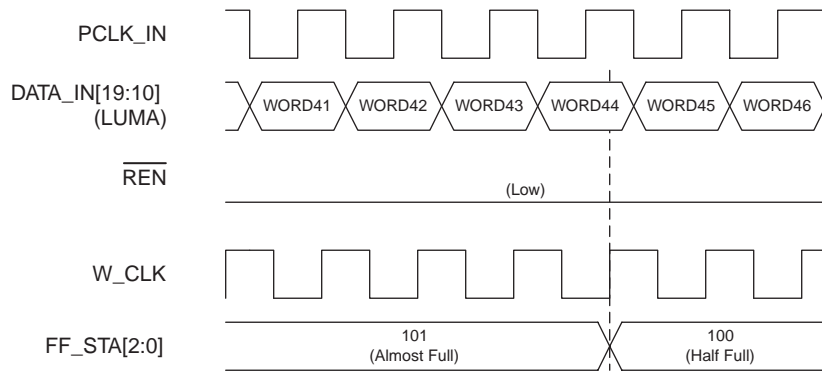 PCLK_IN
DATA_IN[19:10]
(LUMA)
WORD41 WORD42 WORD43 WORD44 WORD45 WORD46
REN
(Low)
W_CLK
FF_STA[2:0]
101
(Almost Full)
100
(Half Full)